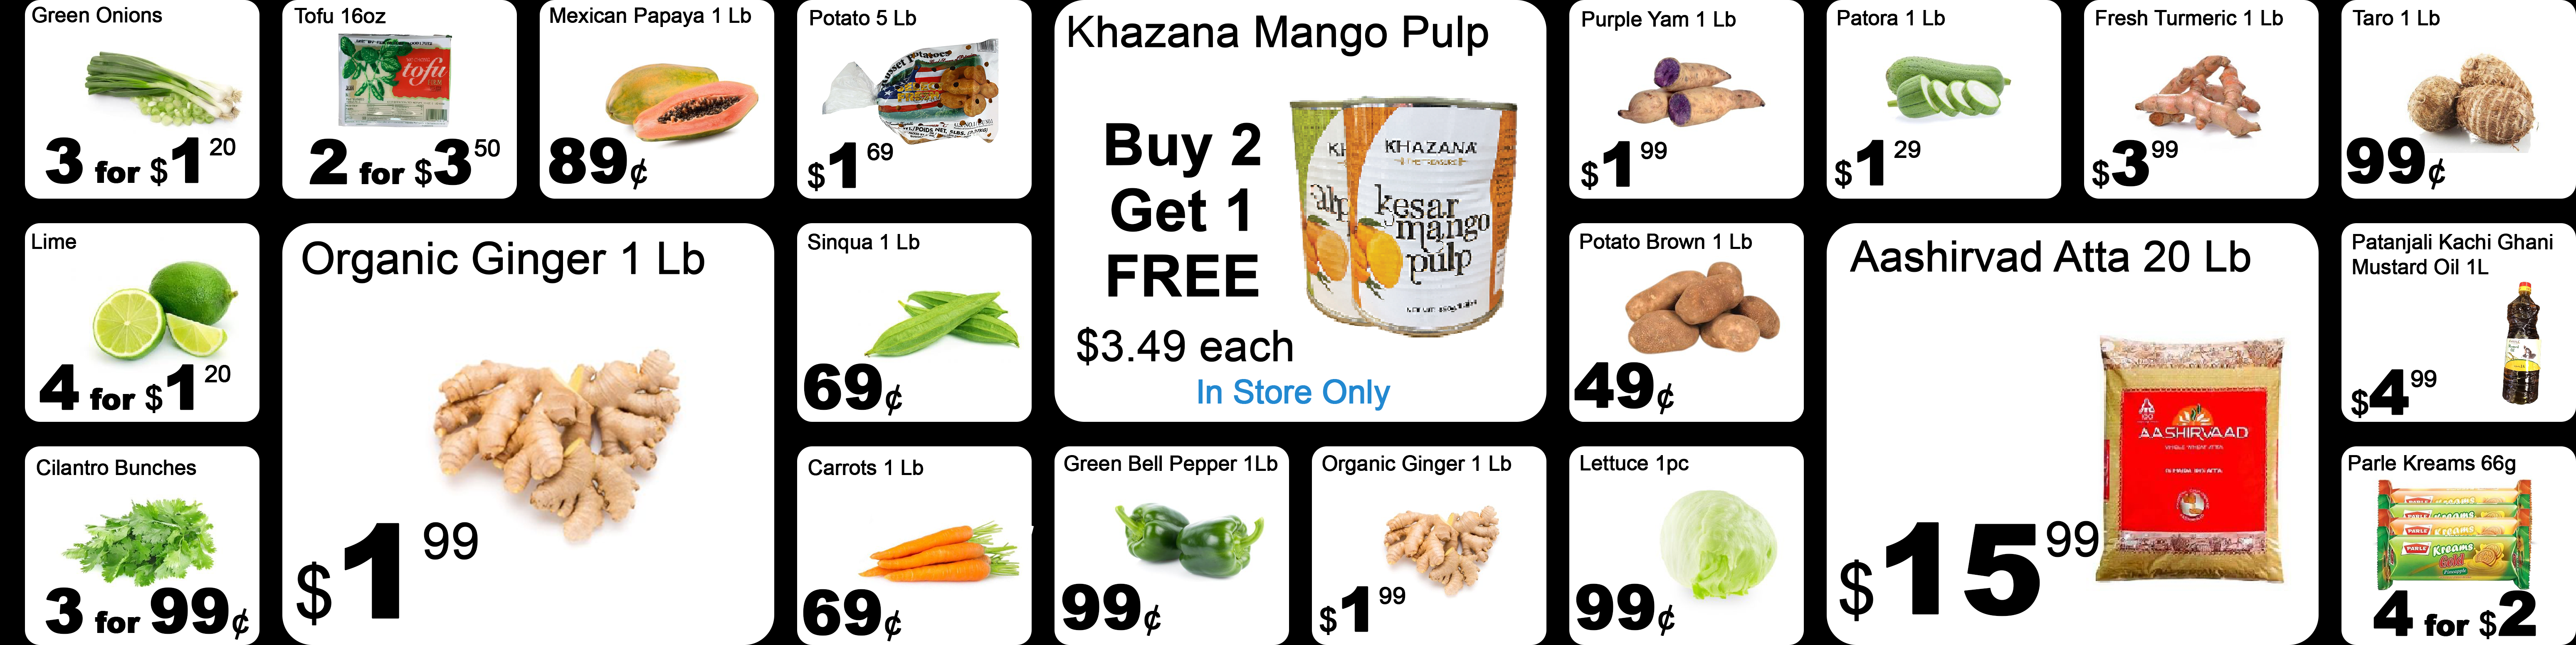 Green Onions
3 for $1 20
Tofu 16oz
tofu
2 for $3 50
Mexican Papaya 1 Lb
89¢
Potato 5 Lb
Russet Potatoes
$1 69
Khazana Mango Pulp
Buy 2
Get 1
FREE
$3.49 each
In Store Only
KHAZANA
kesar
mango
pulp
Purple Yam 1 Lb
$1 99
Patora 1 Lb
$1 29
Fresh Turmeric 1 Lb
$3 99
Taro 1 Lb
99¢
Lime
4 for $1 20
Organic Ginger 1 Lb
$1 99
Sinqua 1 Lb
69¢
Potato Brown 1 Lb
49¢
Aashirvad Atta 20 Lb
AASHIRVAAD
$15 99
Patanjali Kachi Ghani
Mustard Oil 1L
$4 99
Cilantro Bunches
3 for 99¢
Carrots 1 Lb
69¢
Green Bell Pepper 1Lb
99¢
Organic Ginger 1 Lb
$1 99
Lettuce 1pc
99¢
Parle Kreams 66g
PARLE Kreams
Gold
4 for $2